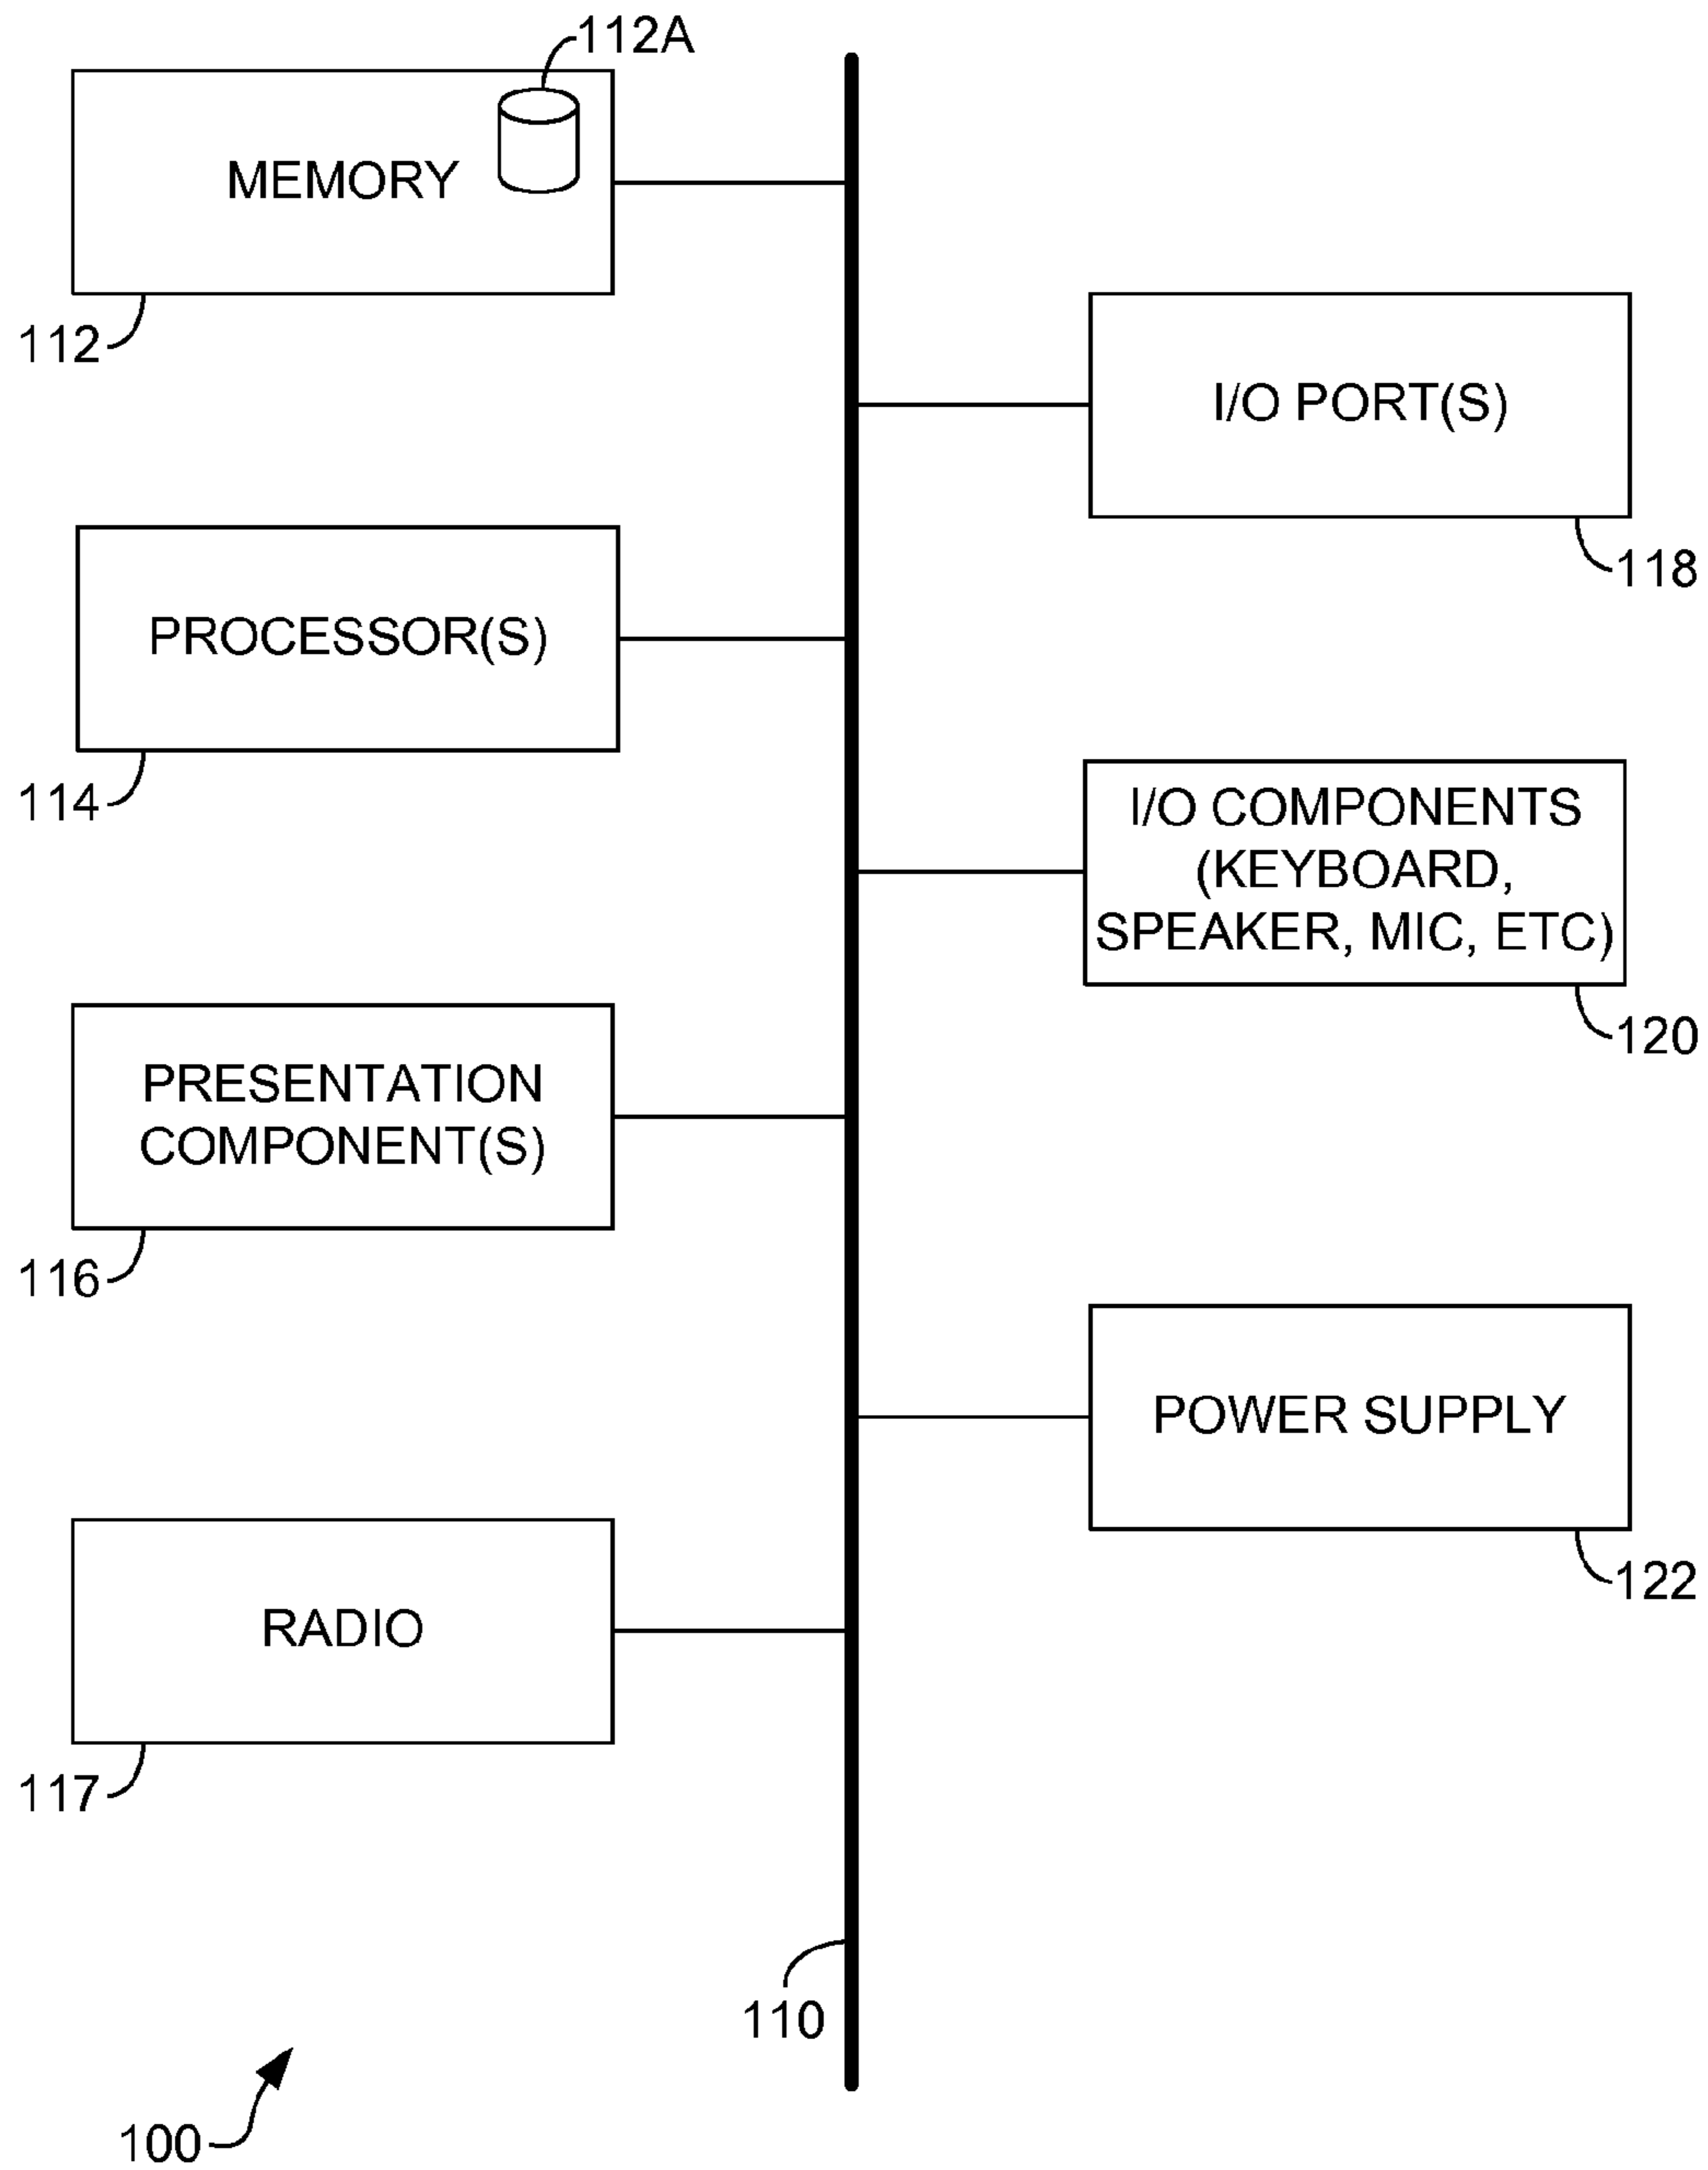 112A
MEMORY
112
I/O PORT(S)
118
PROCESSOR(S)
114
I/O COMPONENTS
(KEYBOARD,
SPEAKER, MIC, ETC)
120
PRESENTATION
COMPONENT(S)
116
POWER SUPPLY
122
RADIO
117
110
100